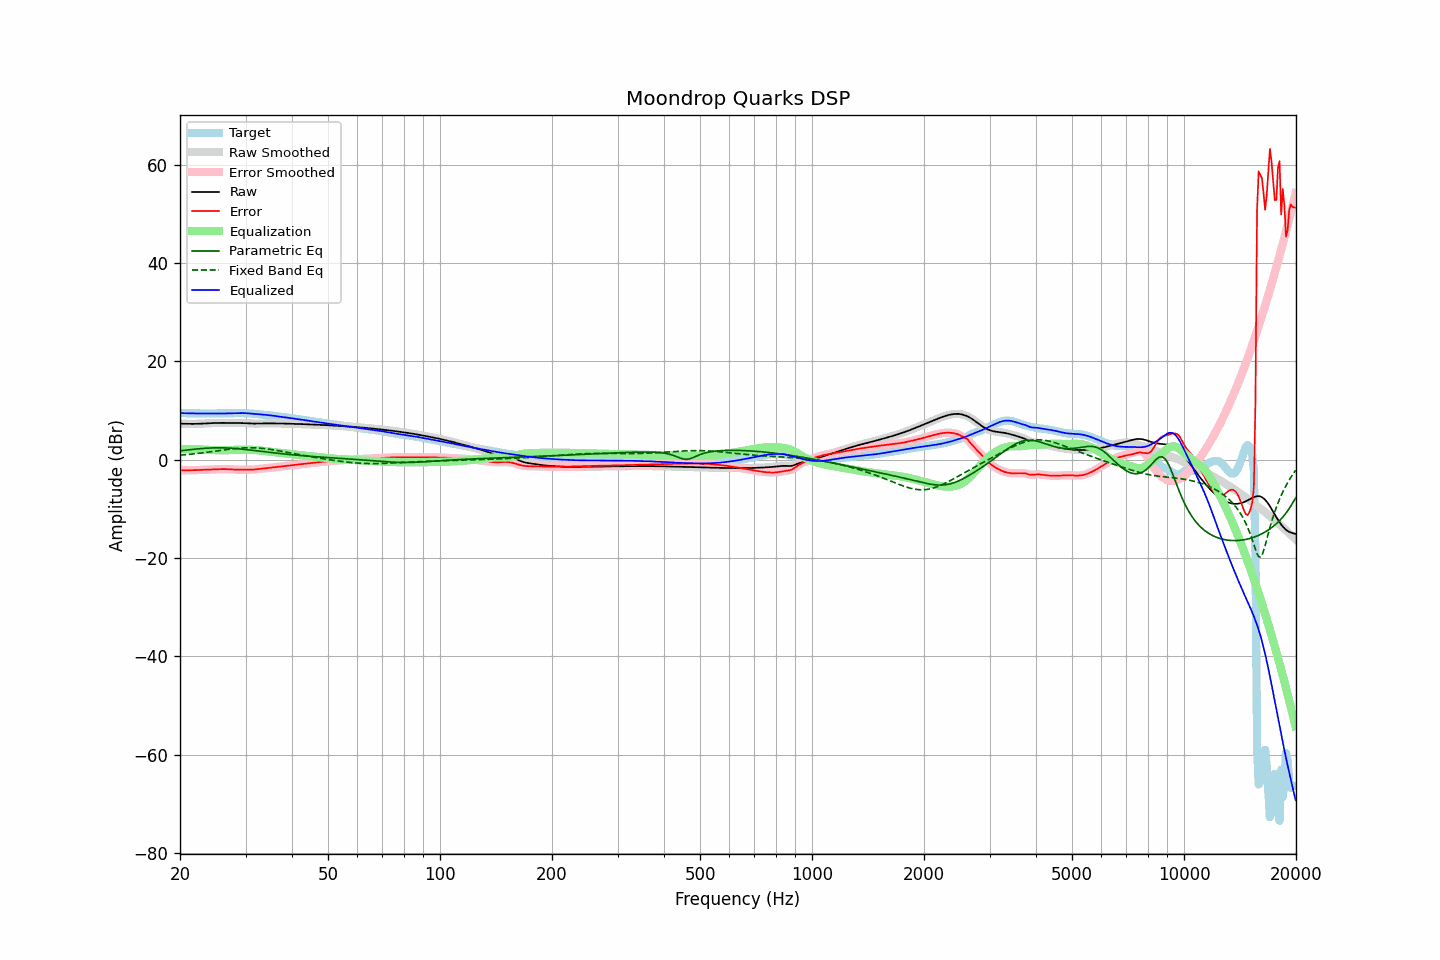 Moondrop Quarks DSP
Target
Raw Smoothed
Error Smoothed
Raw
Error
Equalization
Parametric Eq
Fixed Band Eq
Equalized
Amplitude (dBr)
60
40
20
0
−20
−40
−60
−80
20 50 100 200 500 1000 2000 5000 10000 20000
Frequency (Hz)